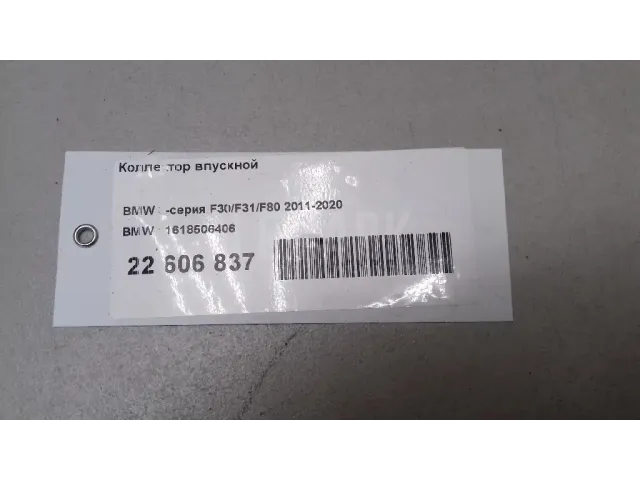 Коллектор впускной
BMW -серия F30/F31/F80 2011-2020
BMW 1618506406
22 606 837